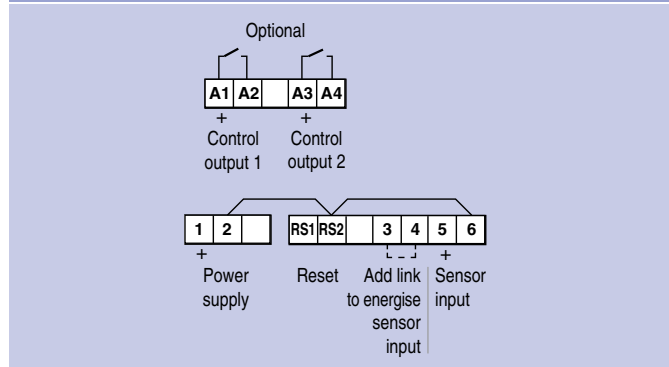 Optional
A1 A2 A3 A4
+ +
Control Control
output 1 output 2
1 2 RS1 RS2 3 4 5 6
+ +
Power Reset Add link Sensor
supply to energise input
sensor
input